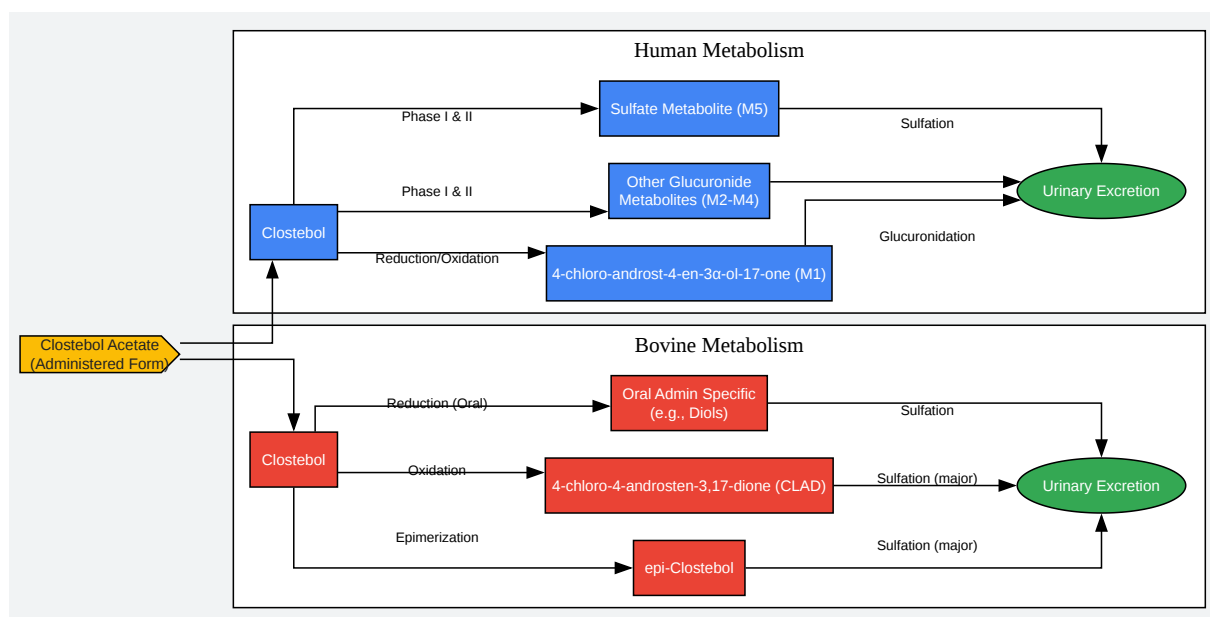 Human Metabolism
Phase I & II
Sulfate Metabolite (M5)
Sulfation
Phase I & II
Other Glucuronide
Metabolites (M2-M4)
Urinary Excretion
Clostebol
Reduction/Oxidation
4-chloro-androst-4-en-3α-ol-17-one (M1)
Glucuronidation
Clostebol Acetate
(Administered Form)
Bovine Metabolism
Reduction (Oral)
Oral Admin Specific
(e.g., Diols)
Sulfation
Clostebol
Oxidation
4-chloro-4-androsten-3,17-dione (CLAD)
Sulfation (major)
Urinary Excretion
Epimerization
epi-Clostebol
Sulfation (major)